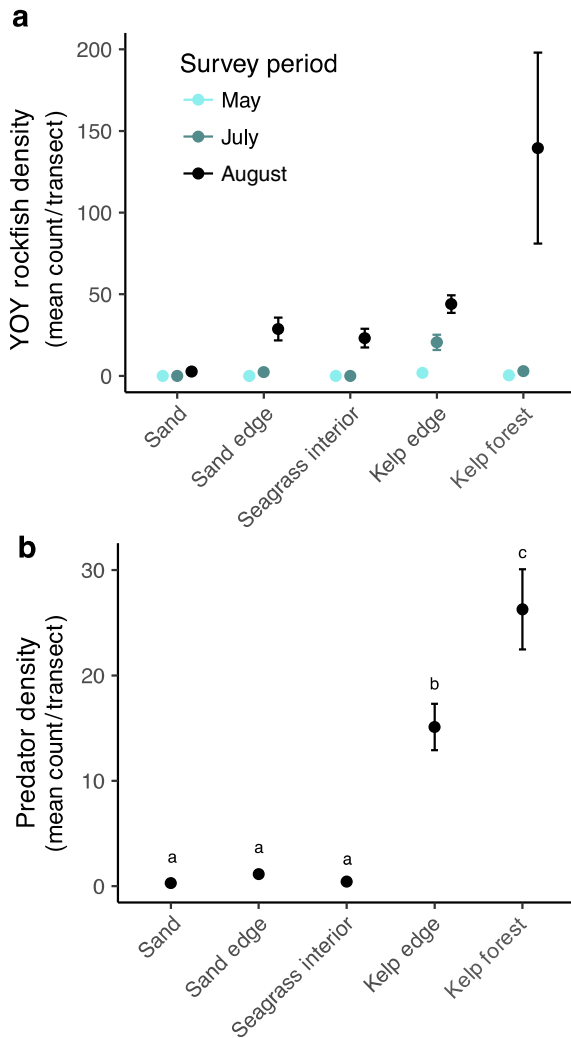 a
YOY rockfish density
(mean count/transect)
200
150
100
50
0
Survey period
May
July
August
Sand
Sand edge
Seagrass interior
Kelp edge
Kelp forest
b
Predator density
(mean count/transect)
30
20
10
0
a
a
a
b
c
Sand
Sand edge
Seagrass interior
Kelp edge
Kelp forest